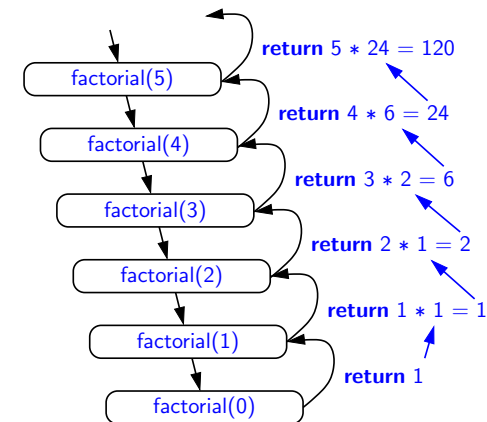 return 5 ∗ 24 = 120
factorial(5)
return 4 ∗ 6 = 24
factorial(4)
return 3 ∗ 2 = 6
factorial(3)
return 2 ∗ 1 = 2
factorial(2)
return 1 ∗ 1 = 1
factorial(1)
return 1
factorial(0)